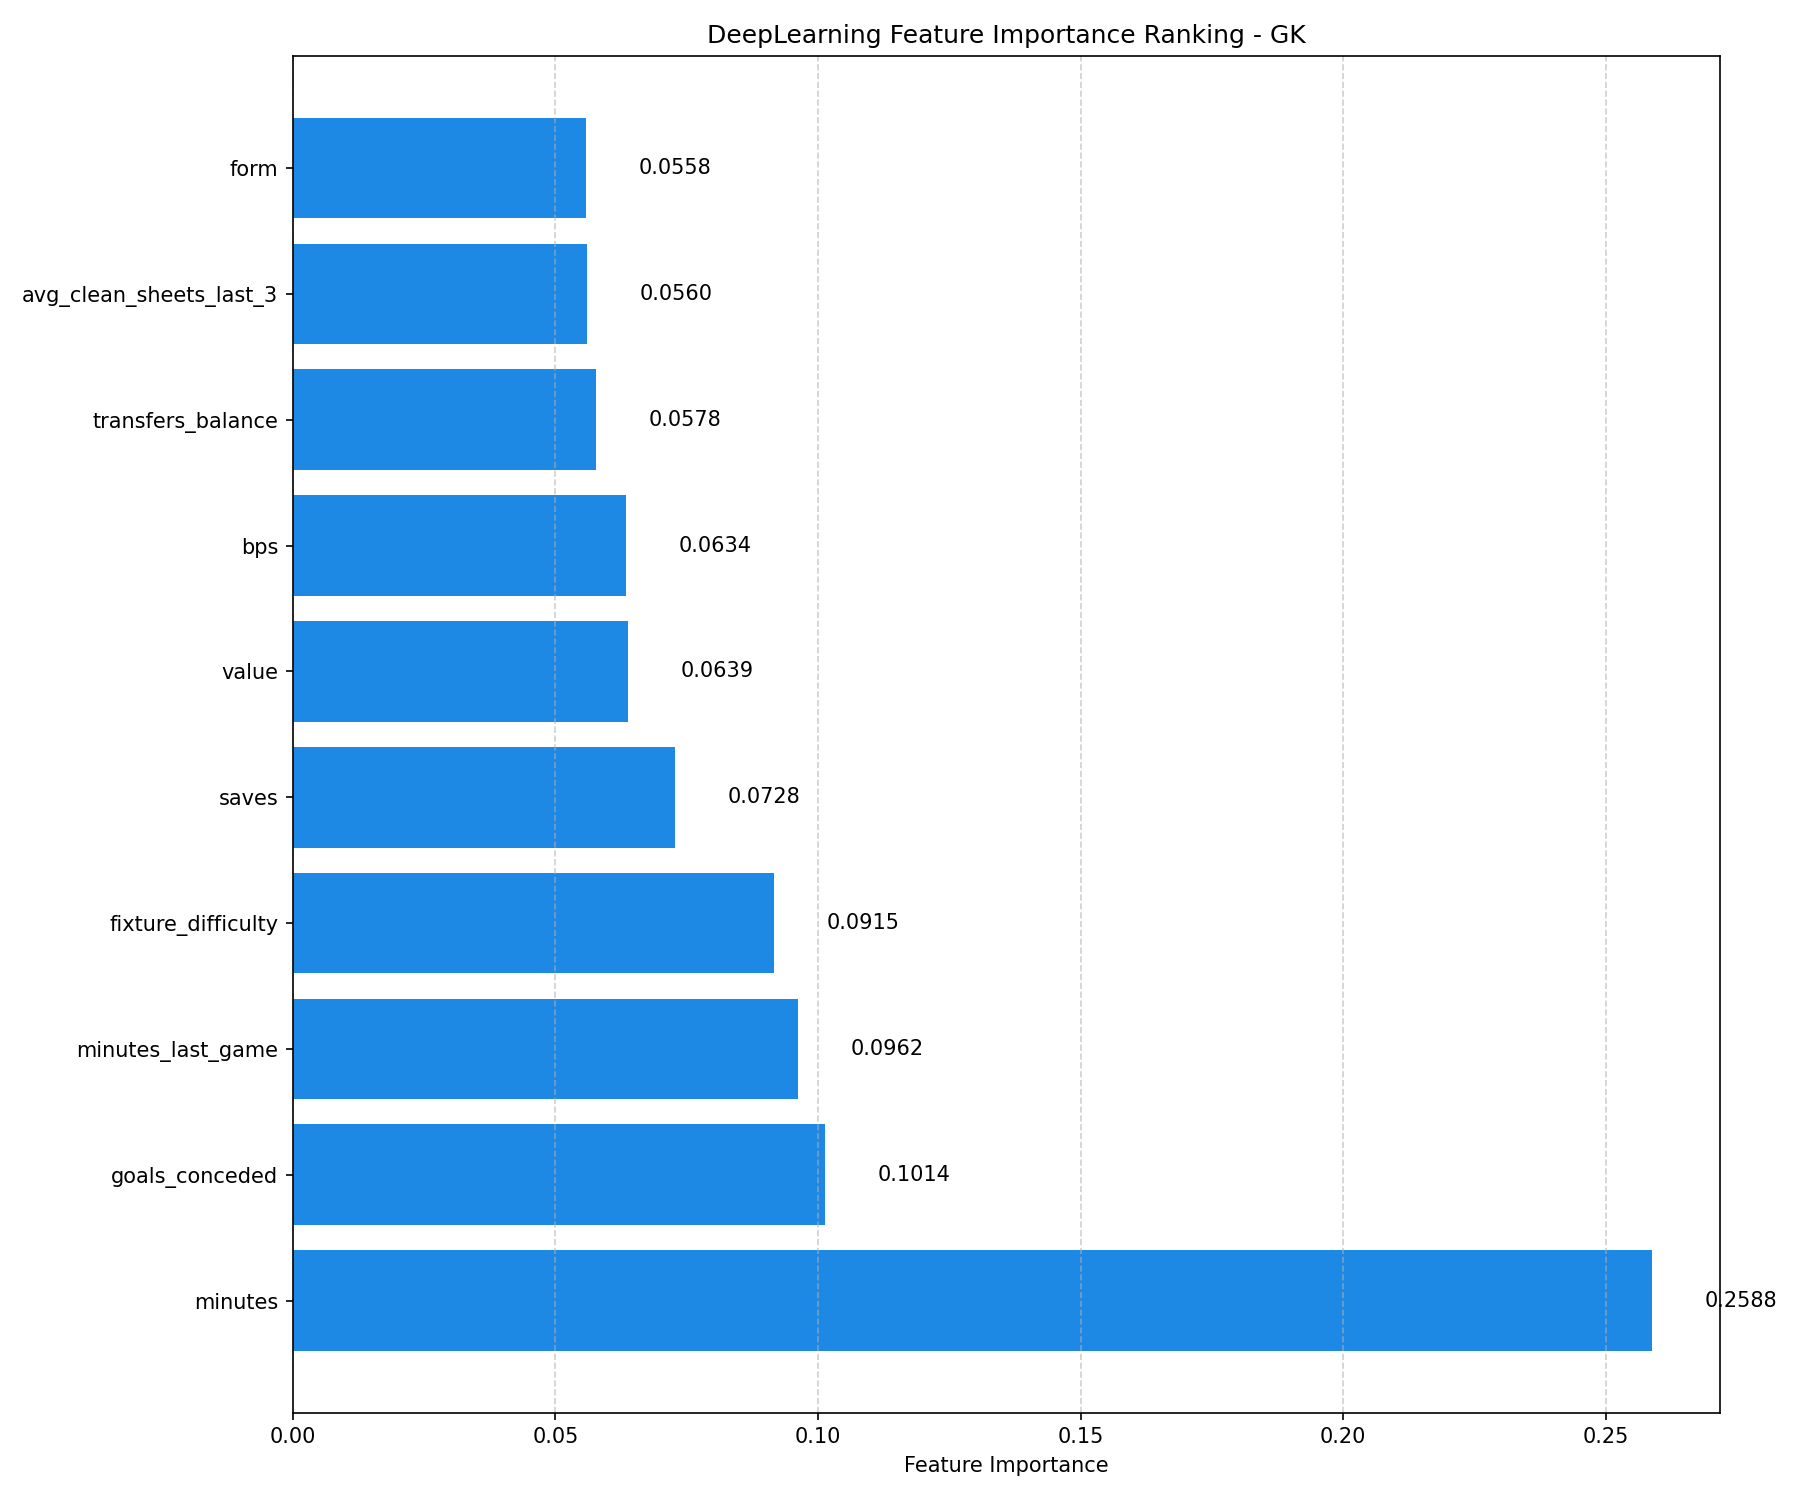 DeepLearning Feature Importance Ranking - GK
form 0.0558
avg_clean_sheets_last_3 0.0560
transfers_balance 0.0578
bps 0.0634
value 0.0639
saves 0.0728
fixture_difficulty 0.0915
minutes_last_game 0.0962
goals_conceded 0.1014
minutes 0.2588
0.00 0.05 0.10 0.15 0.20 0.25
Feature Importance